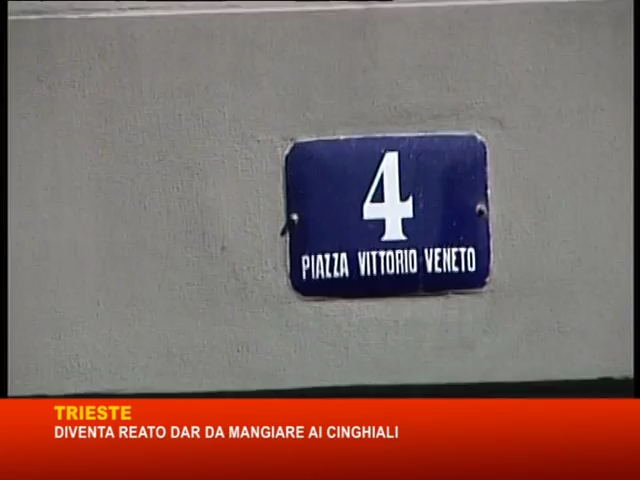 4
PIAZZA VITTORIO VENETO
TRIESTE
DIVENTA REATO DAR DA MANGIARE AI CINGHIALI